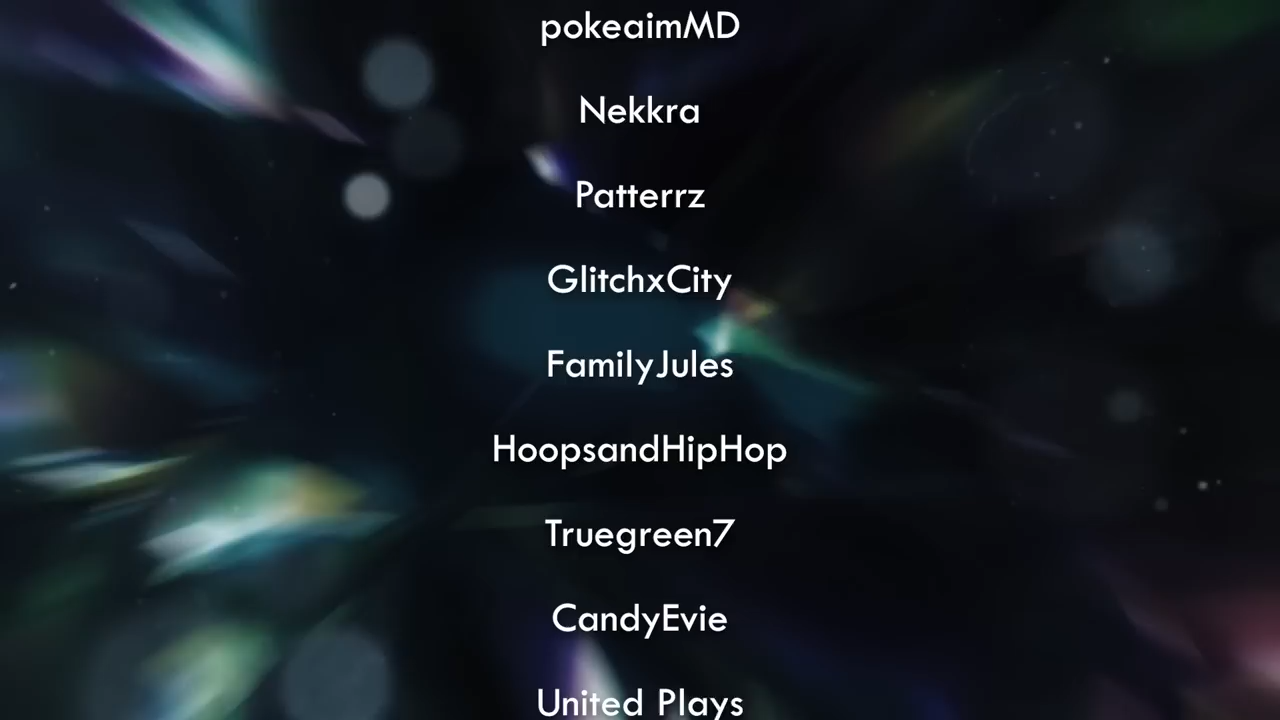 pokeaimMD
Nekkra
Patterrz
GlitchxCity
FamilyJules
HoopsandHipHop
Truegreen7
CandyEvie
United Plays